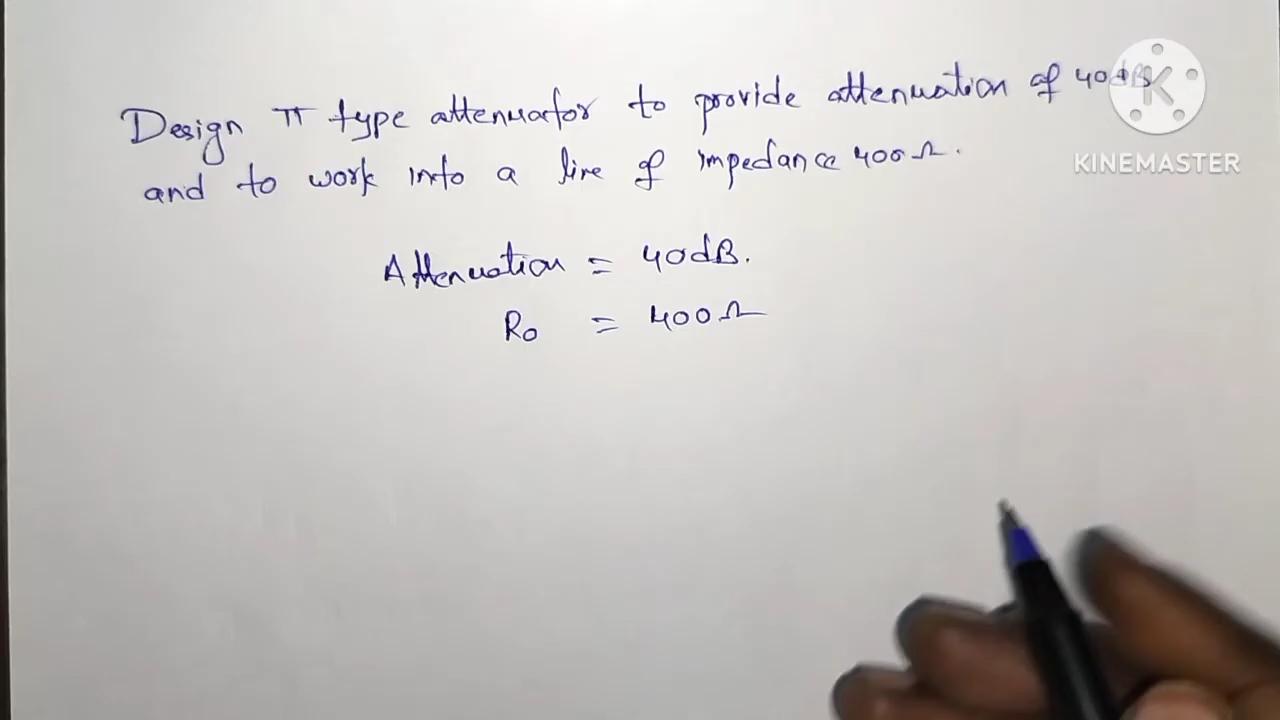 Design π type attenuator to provide attenuation of 40dB
and to work into a line of impedance 400Ω.
KINEMASTER
Attenuation = 40dB.
R₀ = 400Ω